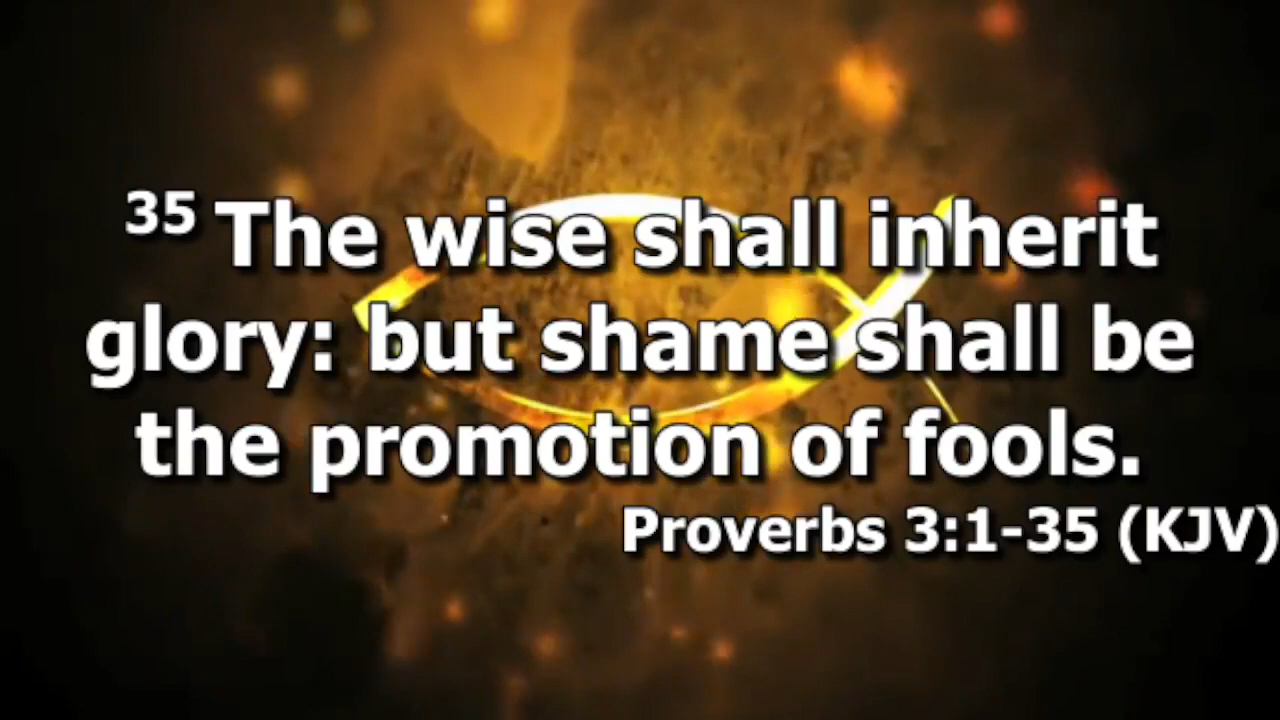 35 The wise shall inherit
glory: but shame shall be
the promotion of fools.
Proverbs 3:1-35 (KJV)